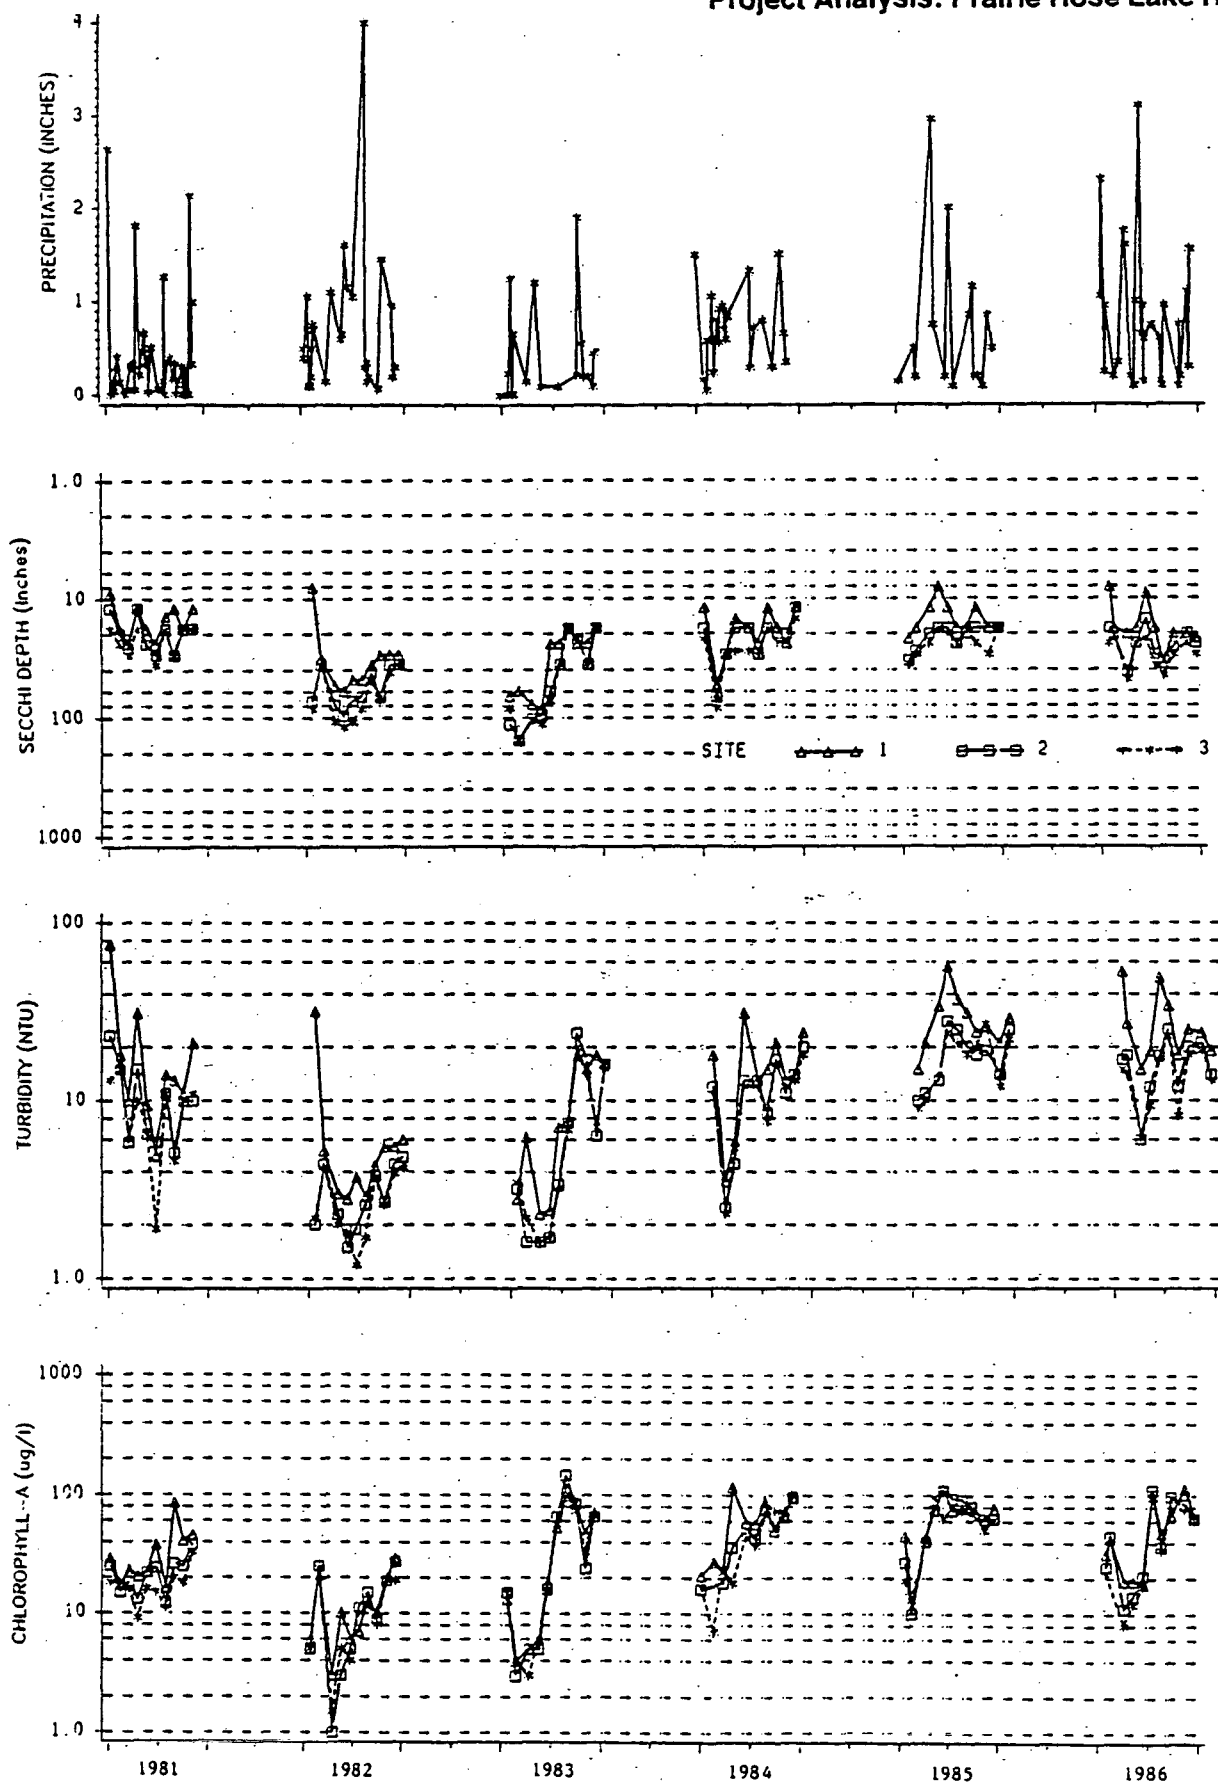 Project Analysis: Prairie Rose Lake
4
3
2
1
0
PRECIPITATION (INCHES)
1.0
10
100
1000
SECCHI DEPTH (Inches)
SITE 1 2 3
100
10
1.0
TURBIDITY (NTU)
1000
100
10
1.0
CHLOROPHYLL-A (ug/l)
1981 1982 1983 1984 1985 1986